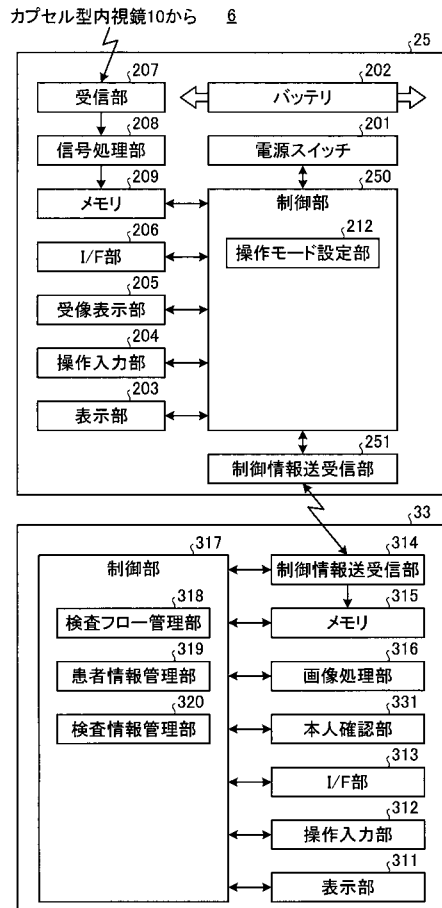 カプセル型内視鏡10から 6
25
207 202
受信部 バッテリ
208 201
信号処理部 電源スイッチ
209 250
メモリ 制御部
206 212
I/F部 操作モード設定部
205
受像表示部
204
操作入力部
203
表示部
251
制御情報送受信部
33
317 314
制御部 制御情報送受信部
318 315
検査フロー管理部 メモリ
319 316
患者情報管理部 画像処理部
320 331
検査情報管理部 本人確認部
313
I/F部
312
操作入力部
311
表示部